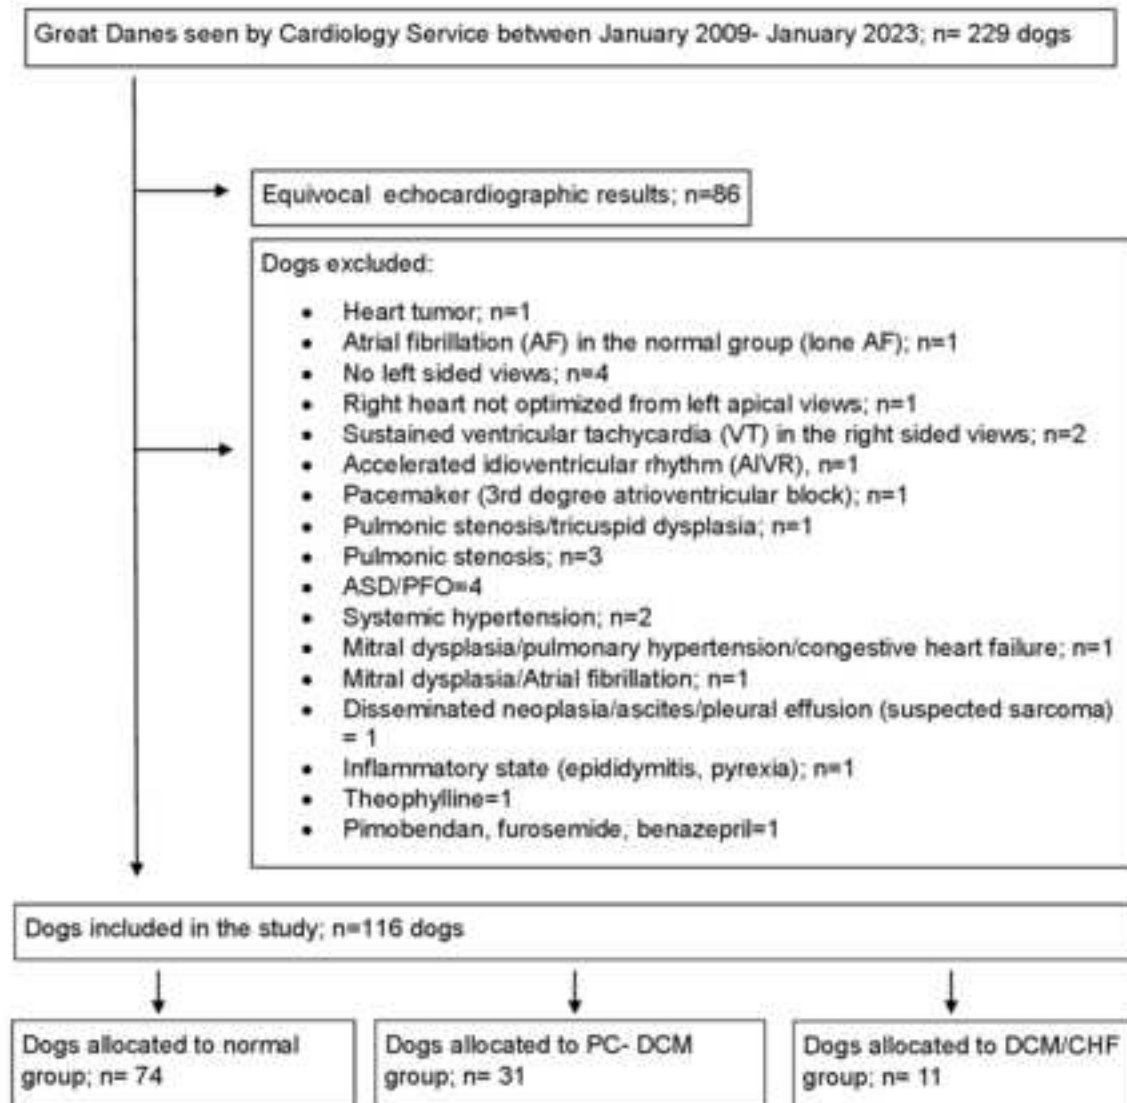 Great Danes seen by Cardiology Service between January 2009- January 2023; n= 229 dogs
Equivocal echocardiographic results; n=86
Dogs excluded:
• Heart tumor; n=1
• Atrial fibrillation (AF) in the normal group (lone AF); n=1
• No left sided views; n=4
• Right heart not optimized from left apical views; n=1
• Sustained ventricular tachycardia (VT) in the right sided views; n=2
• Accelerated idioventricular rhythm (AIVR), n=1
• Pacemaker (3rd degree atrioventricular block); n=1
• Pulmonic stenosis/tricuspid dysplasia; n=1
• Pulmonic stenosis; n=3
• ASD/PFO=4
• Systemic hypertension; n=2
• Mitral dysplasia/pulmonary hypertension/congestive heart failure; n=1
• Mitral dysplasia/Atrial fibrillation; n=1
• Disseminated neoplasia/ascites/pleural effusion (suspected sarcoma)
= 1
• Inflammatory state (epididymitis, pyrexia); n=1
• Theophylline=1
• Pimobendan, furosemide, benazepril=1
Dogs included in the study; n=116 dogs
Dogs allocated to normal
group; n= 74
Dogs allocated to PC- DCM
group; n= 31
Dogs allocated to DCM/CHF
group; n= 11